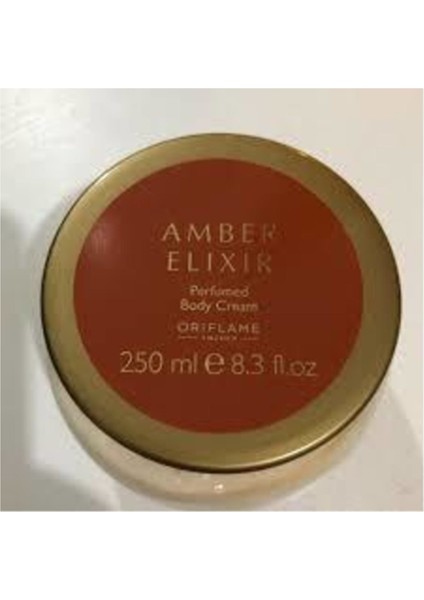 AMBER
ELIXIR
Perfumed
Body Cream
ORIFLAME
SWEDEN
250 ml ℮ 8.3 fl.oz